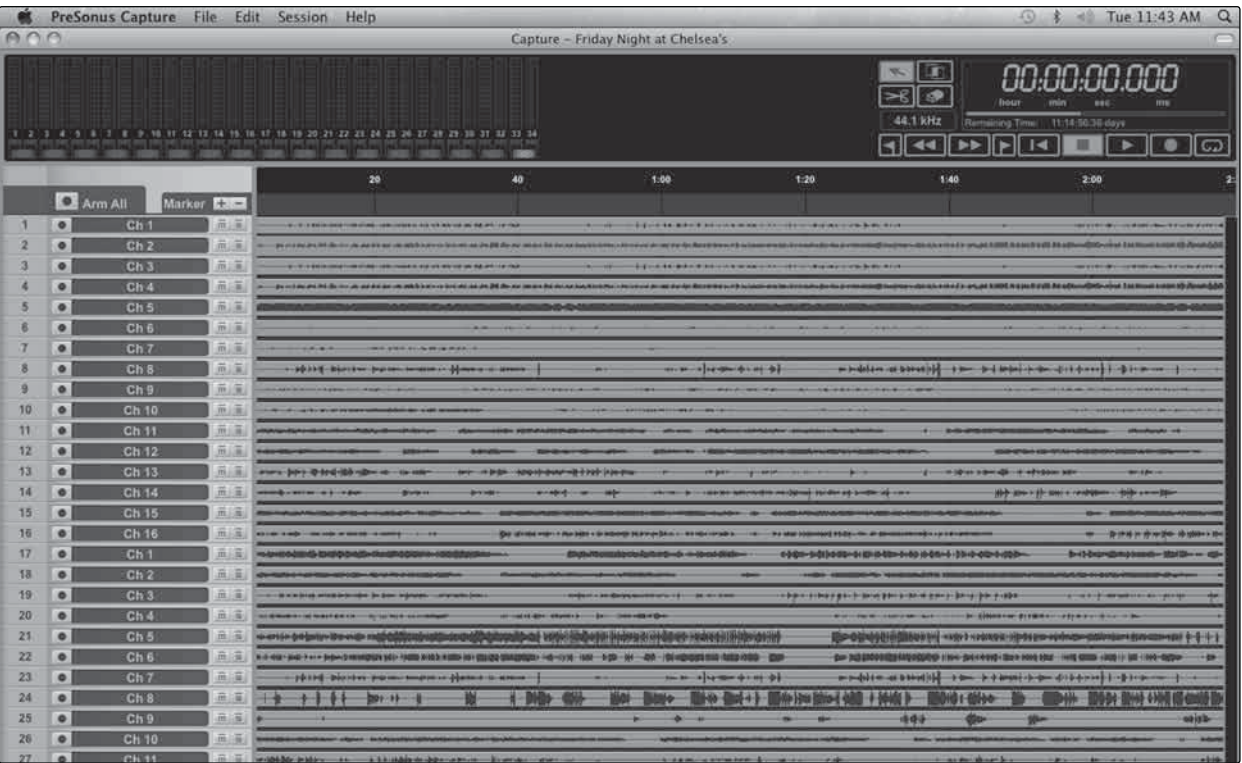 PreSonus Capture File Edit Session Help Tue 11:43 AM
Capture – Friday Night at Chelsea's
00:00:00.000
hour min sec ms
44.1 kHz Remaining Time: 11:14:56:36 days
1 2 3 4 5 6 7 8 9 10 11 12 13 14 15 16 17 18 19 20 21 22 23 24 25 26 27 28 29 30 31 32 33 34
20 40 1:00 1:20 1:40 2:00
Arm All Marker + -
1 Ch 1 m s
2 Ch 2 m s
3 Ch 3 m s
4 Ch 4 m s
5 Ch 5 m s
6 Ch 6 m s
7 Ch 7 m s
8 Ch 8 m s
9 Ch 9 m s
10 Ch 10 m s
11 Ch 11 m s
12 Ch 12 m s
13 Ch 13 m s
14 Ch 14 m s
15 Ch 15 m s
16 Ch 16 m s
17 Ch 1 m s
18 Ch 2 m s
19 Ch 3 m s
20 Ch 4 m s
21 Ch 5 m s
22 Ch 6 m s
23 Ch 7 m s
24 Ch 8 m s
25 Ch 9 m s
26 Ch 10 m s
27 Ch 11